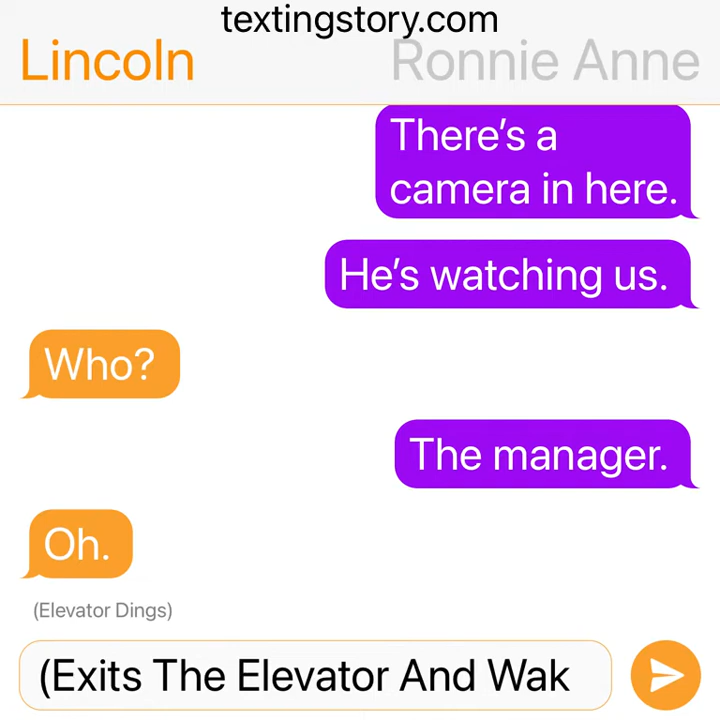 textingstory.com
Lincoln
Ronnie Anne
There’s a
camera in here.
He’s watching us.
Who?
The manager.
Oh.
(Elevator Dings)
(Exits The Elevator And Wak